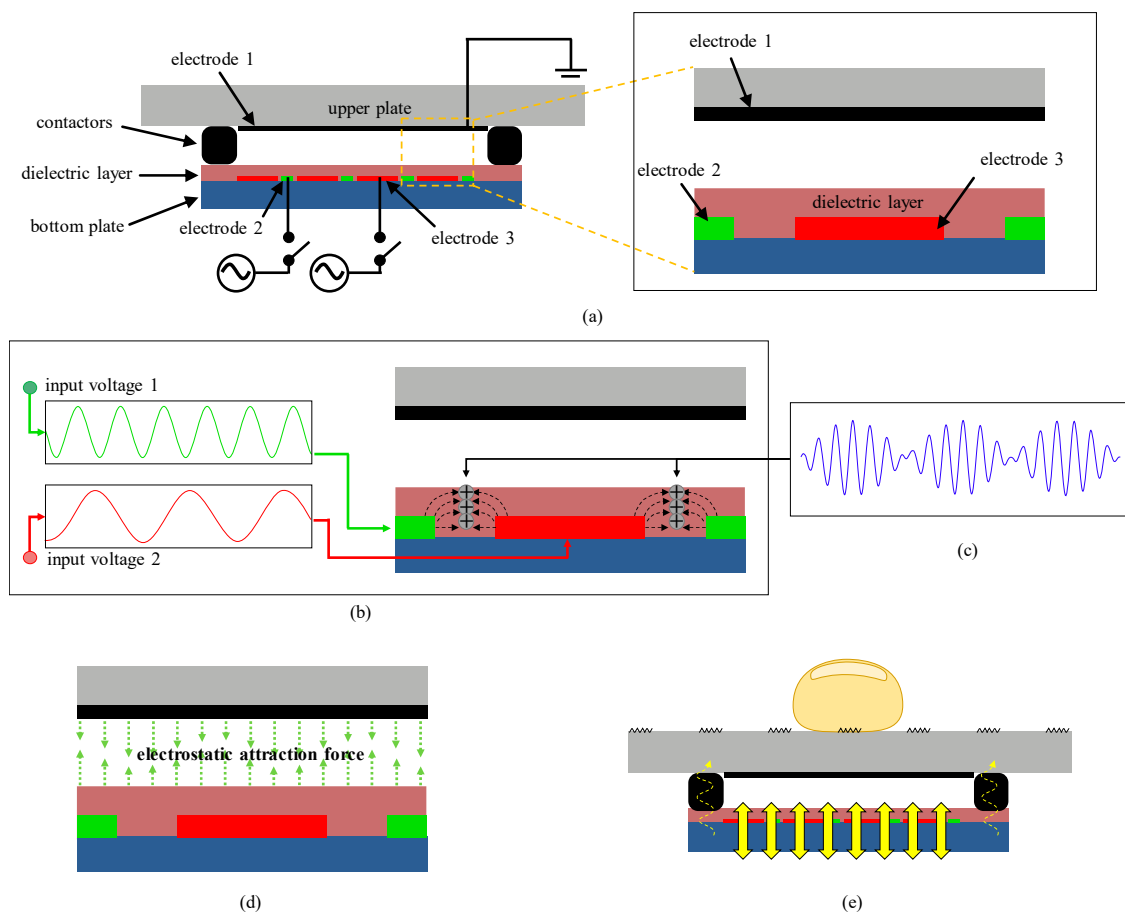 electrode 1
upper plate
contactors
dielectric layer
bottom plate
electrode 2
electrode 3
electrode 1
electrode 2
electrode 3
dielectric layer
(a)
input voltage 1
input voltage 2
(b)
(c)
electrostatic attraction force
(d)
(e)